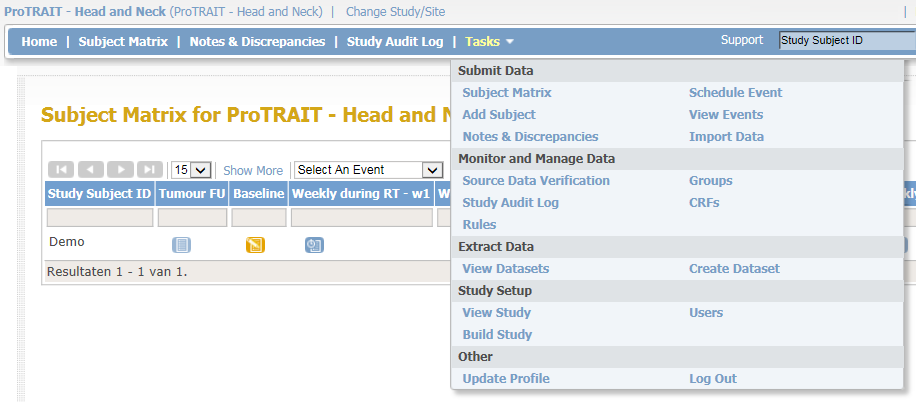 ProTRAIT - Head and Neck (ProTRAIT - Head and Neck) | Change Study/Site |
Home | Subject Matrix | Notes & Discrepancies | Study Audit Log | Tasks Support Study Subject ID
Submit Data
Subject Matrix Schedule Event
Add Subject View Events
Notes & Discrepancies Import Data
Monitor and Manage Data
Source Data Verification Groups
Study Audit Log CRFs
Rules
Extract Data
View Datasets Create Dataset
Study Setup
View Study Users
Build Study
Other
Update Profile Log Out
Subject Matrix for ProTRAIT - Head and
15 Show More Select An Event
Study Subject ID Tumour FU Baseline Weekly during RT - w1
Demo
Resultaten 1 - 1 van 1.